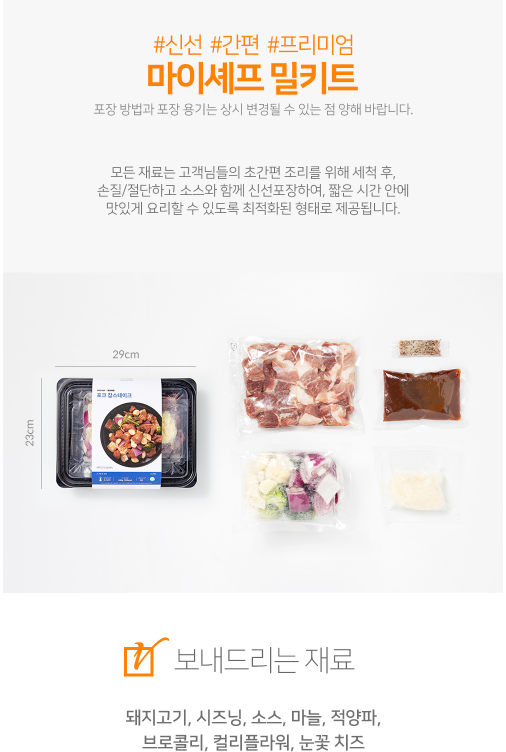 #신선 #간편 #프리미엄
마이셰프 밀키트
포장 방법과 포장 용기는 상시 변경될 수 있는 점 양해 바랍니다.
모든 재료는 고객님들의 초간편 조리를 위해 세척 후,
손질/절단하고 소스와 함께 신선포장하여, 짧은 시간 안에
맛있게 요리할 수 있도록 최적화된 형태로 제공됩니다.
29cm
23cm
포크 찹스테이크
보내드리는 재료
돼지고기, 시즈닝, 소스, 마늘, 적양파,
브로콜리, 컬리플라워, 눈꽃 치즈